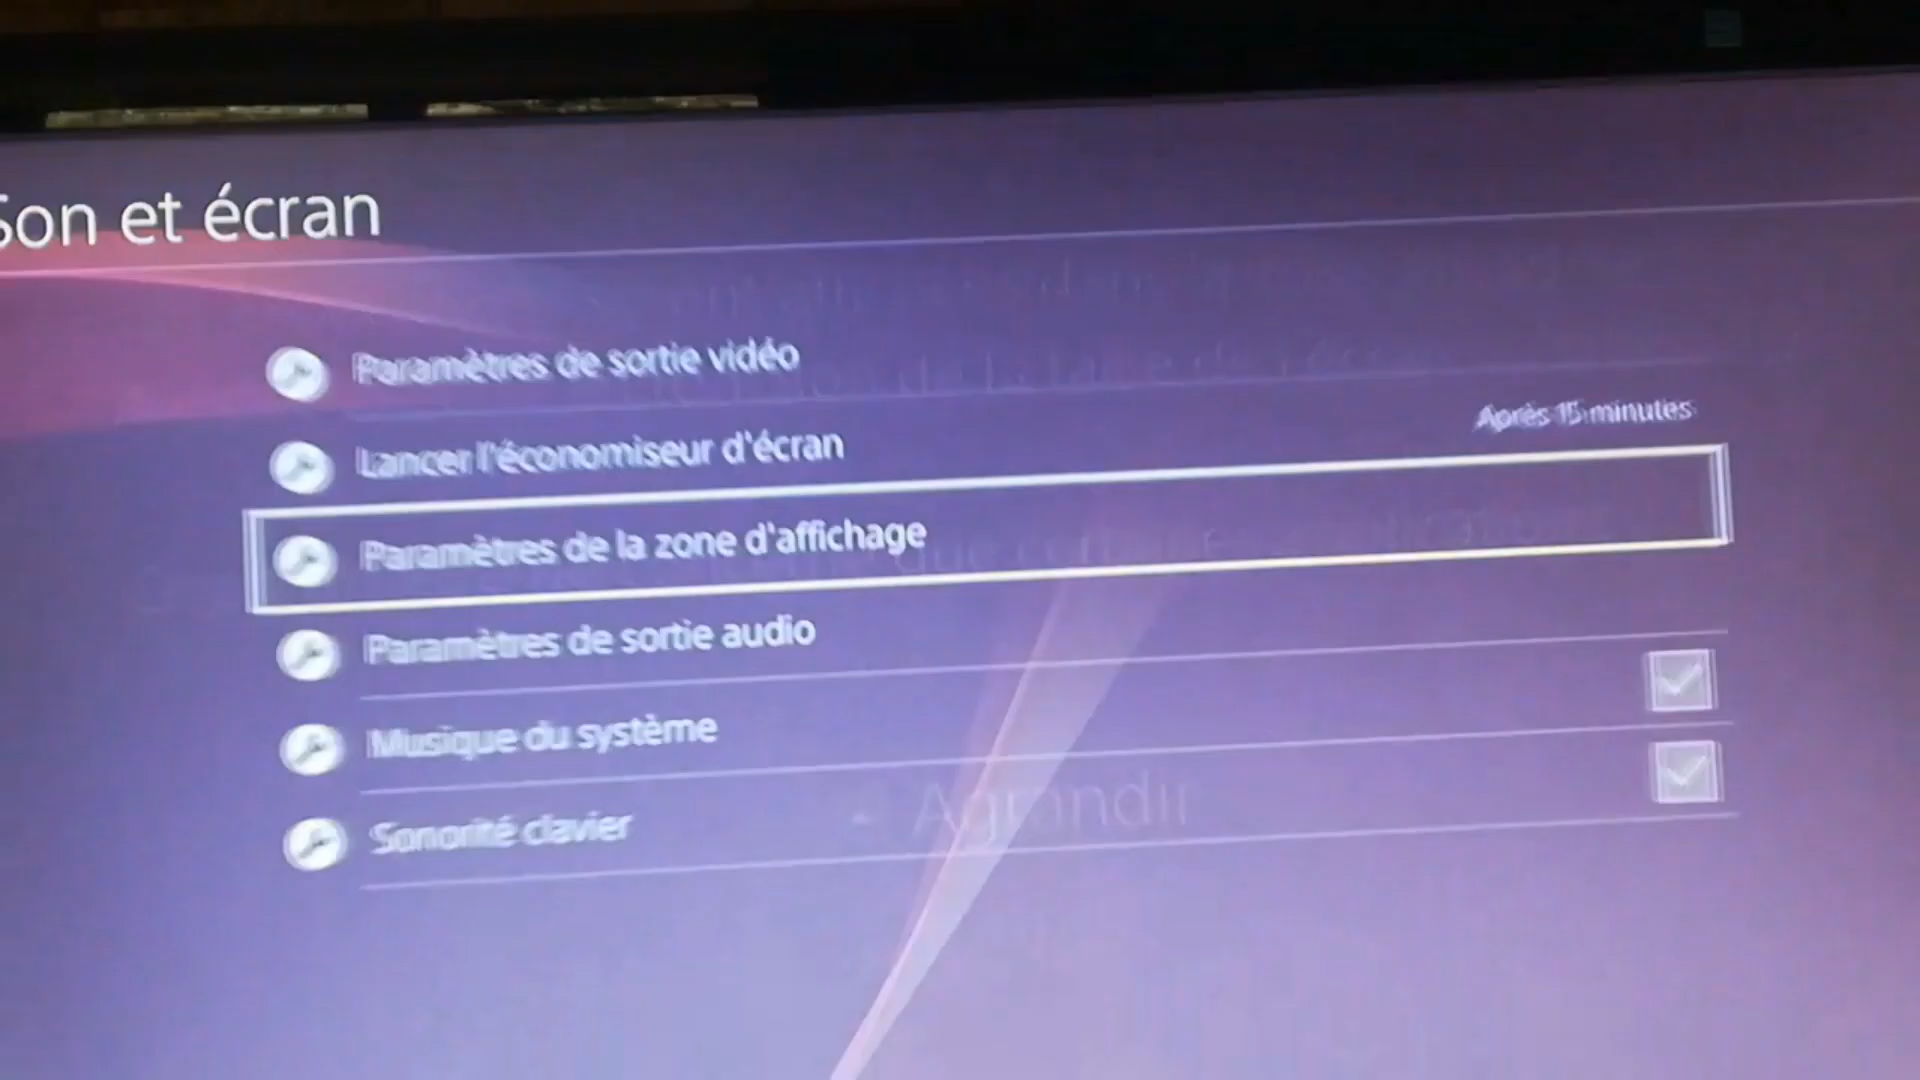 Son et écran
Paramètres de sortie vidéo
Lancer l'économiseur d'écran
Après 15 minutes
Paramètres de la zone d'affichage
Paramètres de sortie audio
Musique du système
Agrandir
Sonorité clavier